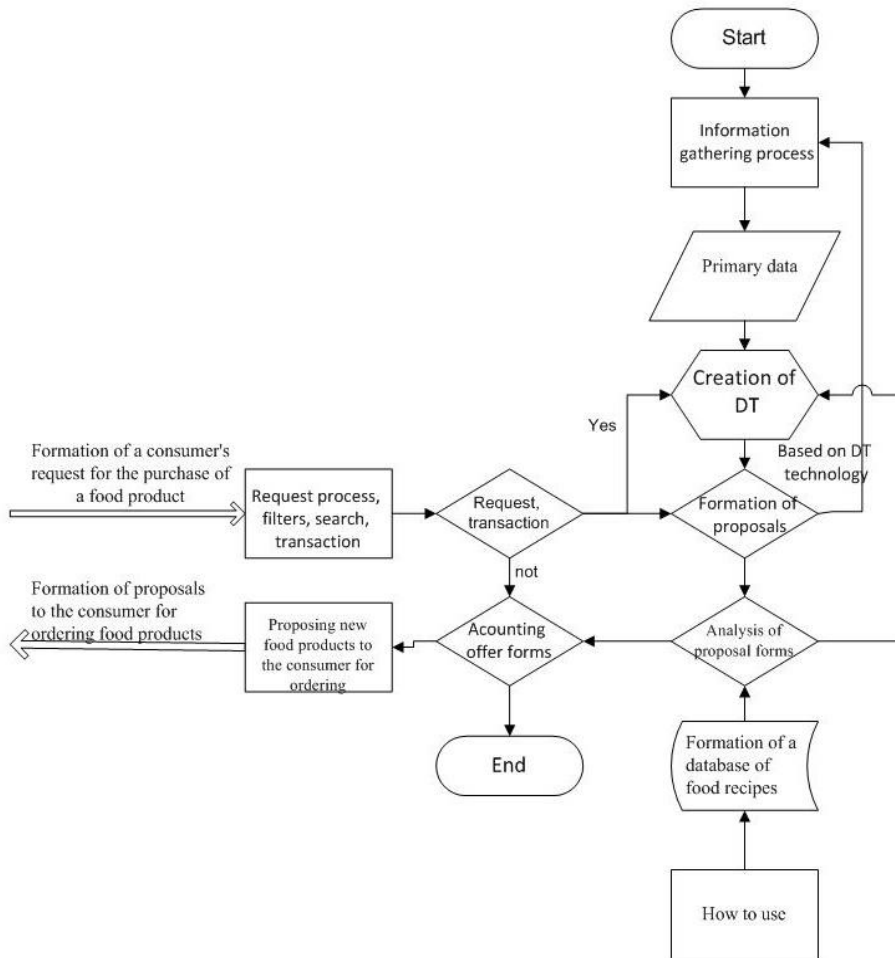 Start
Information
gathering process
Primary data
Creation of
DT
Yes
Based on DT
technology
Formation of a consumer's
request for the purchase of
a food product
Request process,
filters, search,
transaction
Request,
transaction
Formation of
proposals
not
Formation of proposals
to the consumer for
ordering food products
Proposing new
food products to
the consumer for
ordering
Acounting
offer forms
Analysis of
proposal forms
End
Formation of a
database of
food recipes
How to use